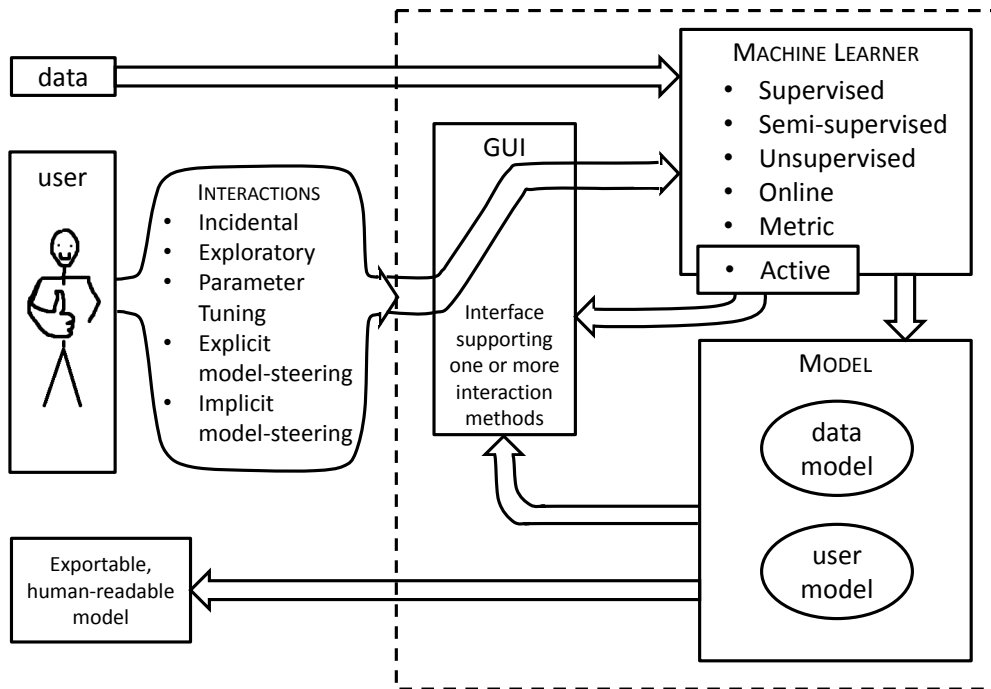 data
user
INTERACTIONS
• Incidental
• Exploratory
• Parameter
Tuning
• Explicit
model-steering
• Implicit
model-steering
GUI
Interface
supporting
one or more
interaction
methods
MACHINE LEARNER
• Supervised
• Semi-supervised
• Unsupervised
• Online
• Metric
• Active
MODEL
data
model
user
model
Exportable,
human-readable
model